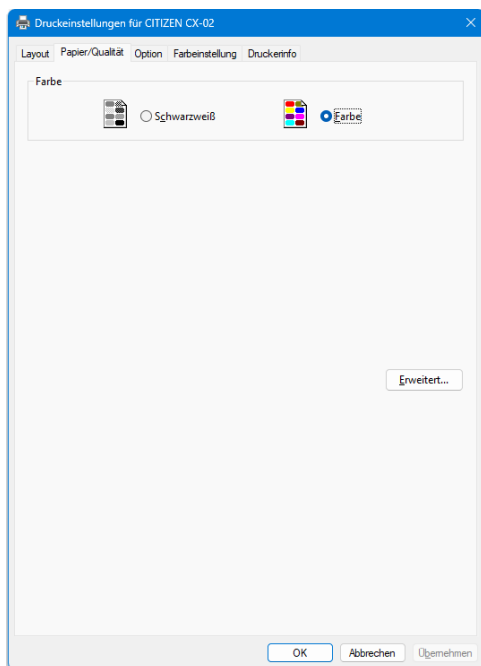 Druckeinstellungen für CITIZEN CX-02
Layout Papier/Qualität Option Farbeinstellung Druckerinfo
Farbe
Schwarzweiß Farbe
Erweitert...
OK Abbrechen Übernehmen